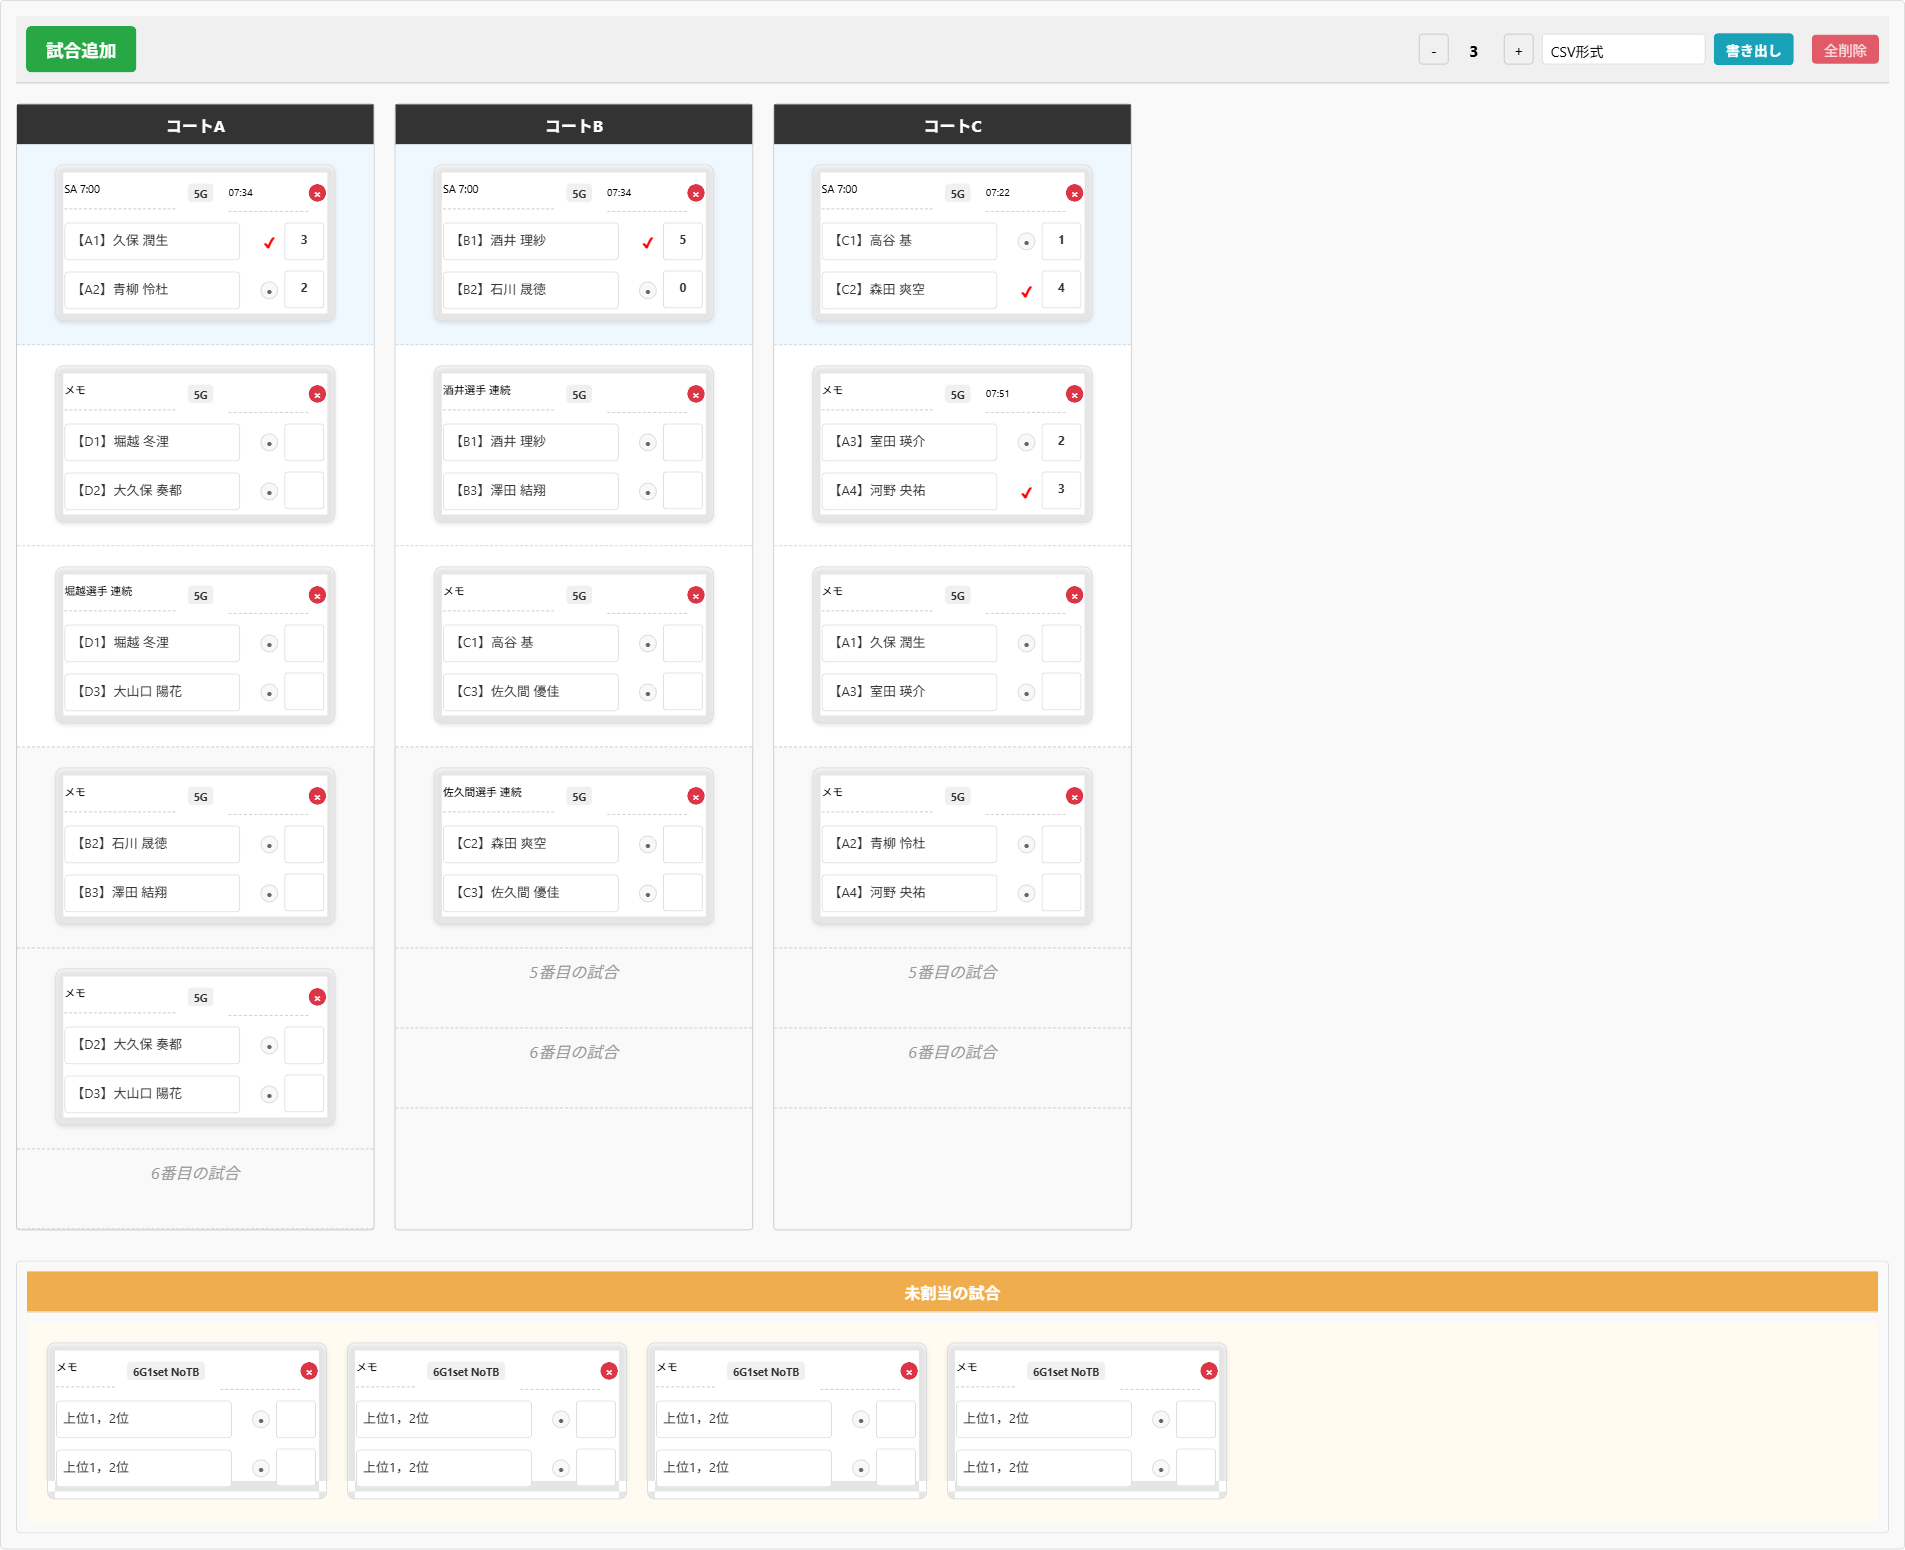 試合追加
- 3 + CSV形式 書き出し 全削除
コートA
SA 7:00 5G 07:34 ×
【A1】久保 潤生 ✓ 3
【A2】青柳 怜杜 2
メモ 5G ×
【D1】堀越 冬浬
【D2】大久保 奏都
堀越選手 連続 5G ×
【D1】堀越 冬浬
【D3】大山口 陽花
メモ 5G ×
【B2】石川 晟徳
【B3】澤田 結翔
メモ 5G ×
【D2】大久保 奏都
【D3】大山口 陽花
6番目の試合
コートB
SA 7:00 5G 07:34 ×
【B1】酒井 理紗 ✓ 5
【B2】石川 晟徳 0
酒井選手 連続 5G ×
【B1】酒井 理紗
【B3】澤田 結翔
メモ 5G ×
【C1】高谷 基
【C3】佐久間 優佳
佐久間選手 連続 5G ×
【C2】森田 爽空
【C3】佐久間 優佳
5番目の試合
6番目の試合
コートC
SA 7:00 5G 07:22 ×
【C1】高谷 基 1
【C2】森田 爽空 ✓ 4
メモ 5G 07:51 ×
【A3】室田 瑛介 2
【A4】河野 央祐 ✓ 3
メモ 5G ×
【A1】久保 潤生
【A3】室田 瑛介
メモ 5G ×
【A2】青柳 怜杜
【A4】河野 央祐
5番目の試合
6番目の試合
未割当の試合
メモ 6G1set NoTB ×
上位1，2位
上位1，2位
メモ 6G1set NoTB ×
上位1，2位
上位1，2位
メモ 6G1set NoTB ×
上位1，2位
上位1，2位
メモ 6G1set NoTB ×
上位1，2位
上位1，2位